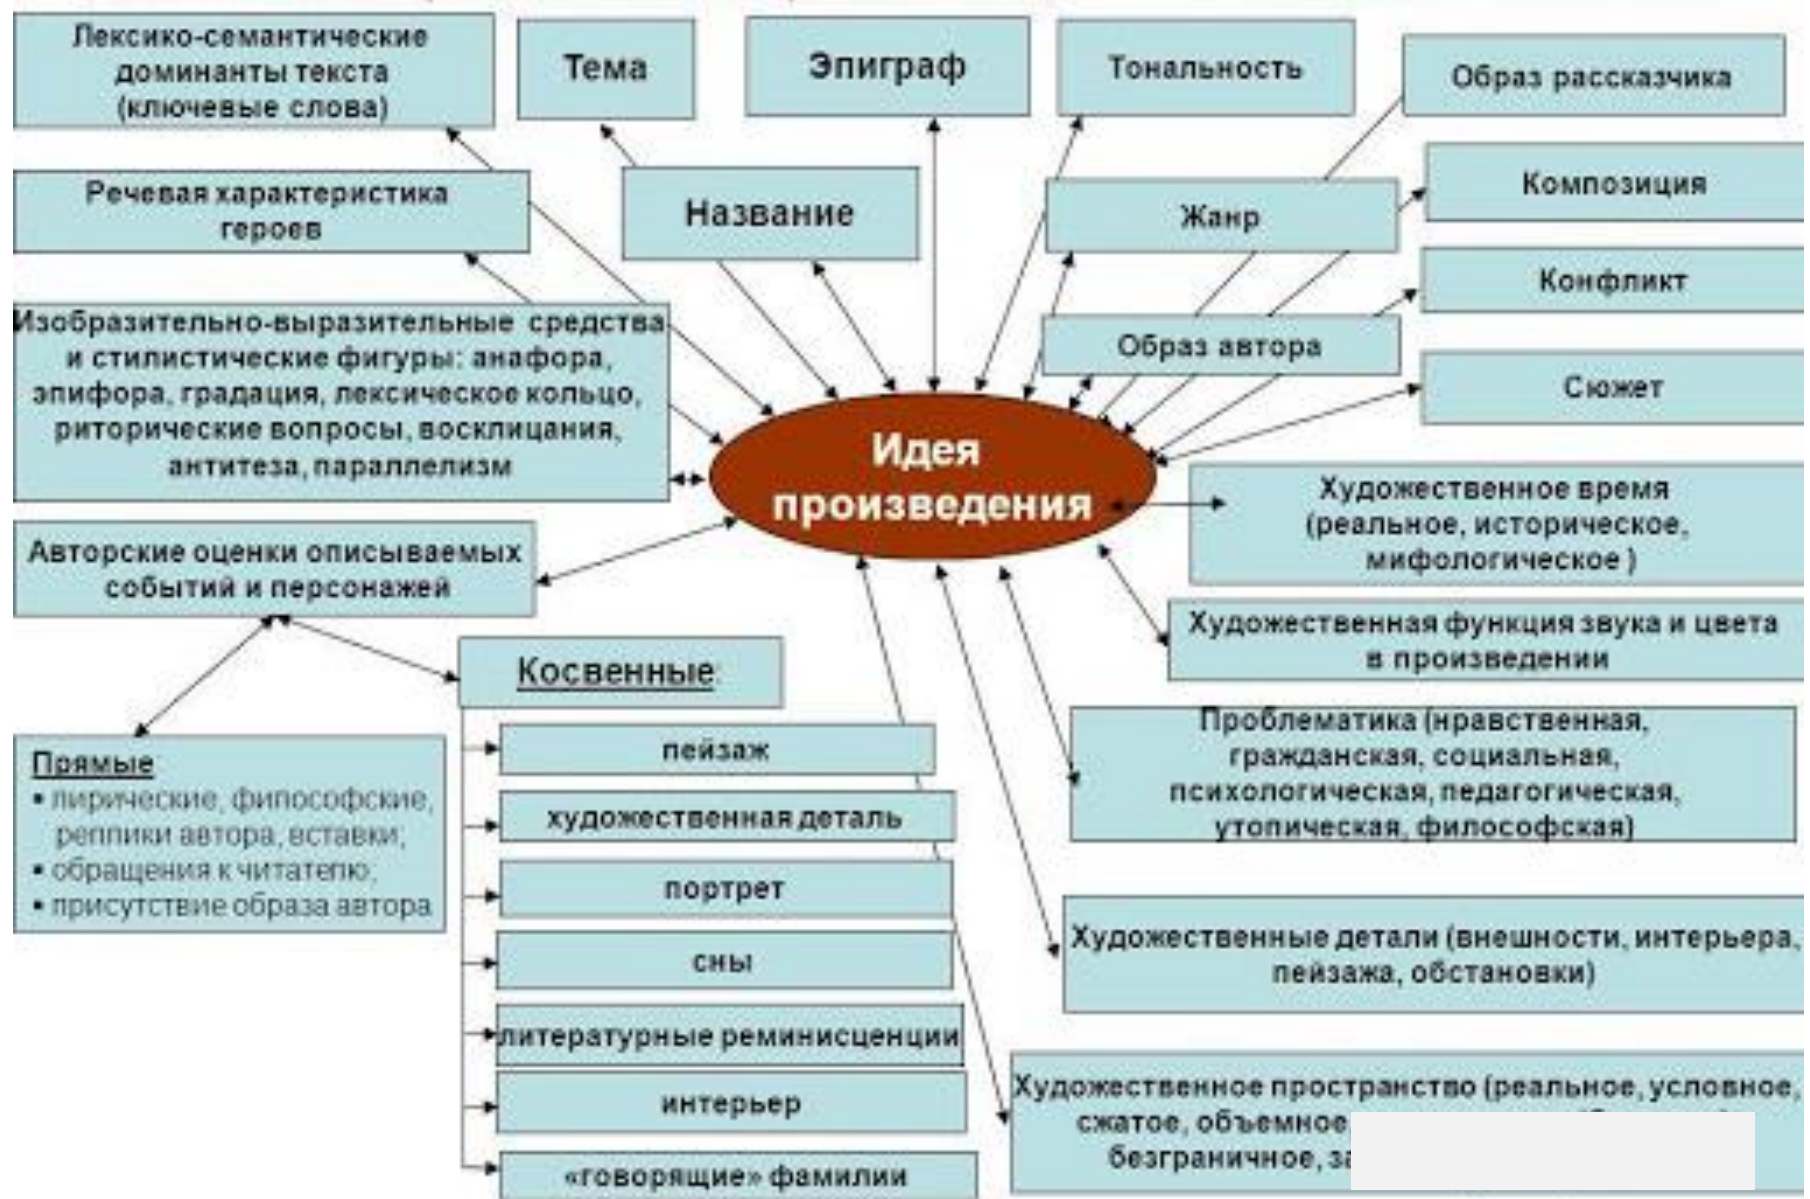 Лексико-семантические
доминанты текста
(ключевые слова)
Тема
Эпиграф
Тональность
Образ рассказчика
Речевая характеристика
героев
Название
Жанр
Композиция
Конфликт
Изобразительно-выразительные средства
и стилистические фигуры: анафора,
эпифора, градация, лексическое кольцо,
риторические вопросы, восклицания,
антитеза, параллелизм
Образ автора
Сюжет
Идея
произведения
Художественное время
(реальное, историческое,
мифологическое )
Авторские оценки описываемых
событий и персонажей
Художественная функция звука и цвета
в произведении
Косвенные:
Прямые
▪ лирические, философские,
реплики автора, вставки;
▪ обращения к читателю;
▪ присутствие образа автора
пейзаж
художественная деталь
портрет
сны
литературные реминисценции
интерьер
«говорящие» фамилии
Проблематика (нравственная,
гражданская, социальная,
психологическая, педагогическая,
утопическая, философская)
Художественные детали (внешности, интерьера,
пейзажа, обстановки)
Художественное пространство (реальное, условное,
сжатое, объемное,
безграничное,